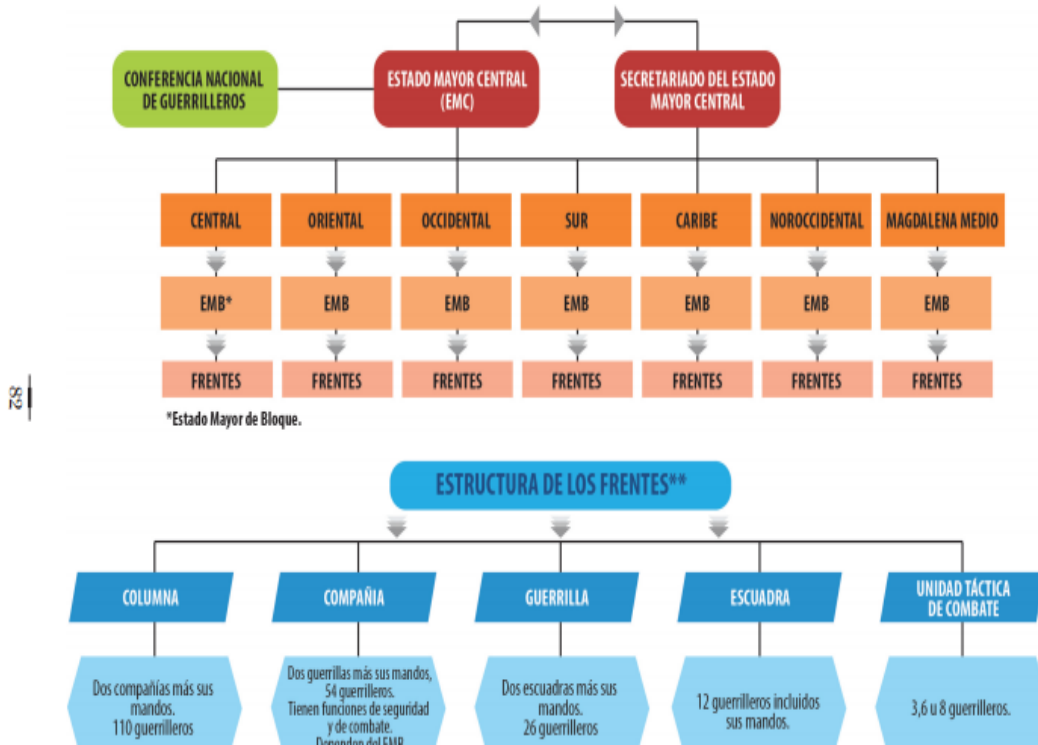 CONFERENCIA NACIONAL
DE GUERRILLEROS
ESTADO MAYOR CENTRAL
(EMC)
SECRETARIADO DEL ESTADO
MAYOR CENTRAL
CENTRAL
ORIENTAL
OCCIDENTAL
SUR
CARIBE
NOROCCIDENTAL
MAGDALENA MEDIO
EMB*
EMB
EMB
EMB
EMB
EMB
EMB
FRENTES
FRENTES
FRENTES
FRENTES
FRENTES
FRENTES
FRENTES
82
*Estado Mayor de Bloque.
ESTRUCTURA DE LOS FRENTES**
COLUMNA
COMPAÑIA
GUERRILLA
ESCUADRA
UNIDAD TÁCTICA
DE COMBATE
Dos compañías más sus
mandos.
110 guerrilleros
Dos guerrillas más sus mandos,
54 guerrilleros.
Tienen funciones de seguridad
y de combate.
Dependen del EMB
Dos escuadras más sus
mandos.
26 guerrilleros
12 guerrilleros incluidos
sus mandos.
3,6 u 8 guerrilleros.